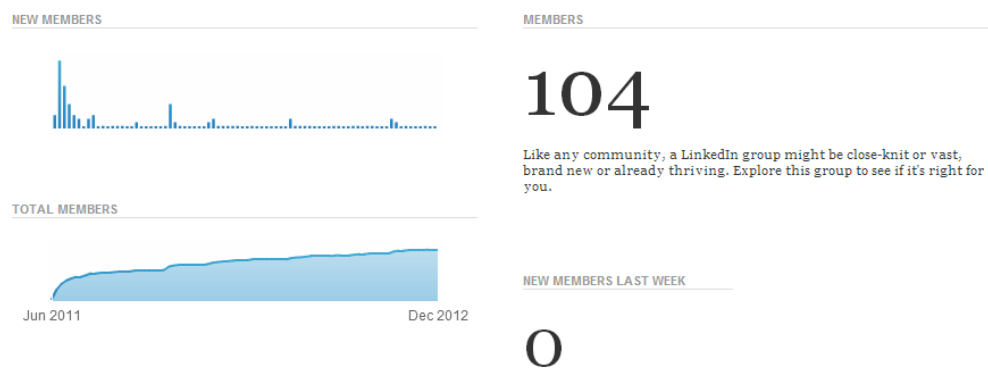 NEW MEMBERS
TOTAL MEMBERS
Jun 2011
Dec 2012
MEMBERS
104
Like any community, a LinkedIn group might be close-knit or vast,
brand new or already thriving. Explore this group to see if it's right for
you.
NEW MEMBERS LAST WEEK
0